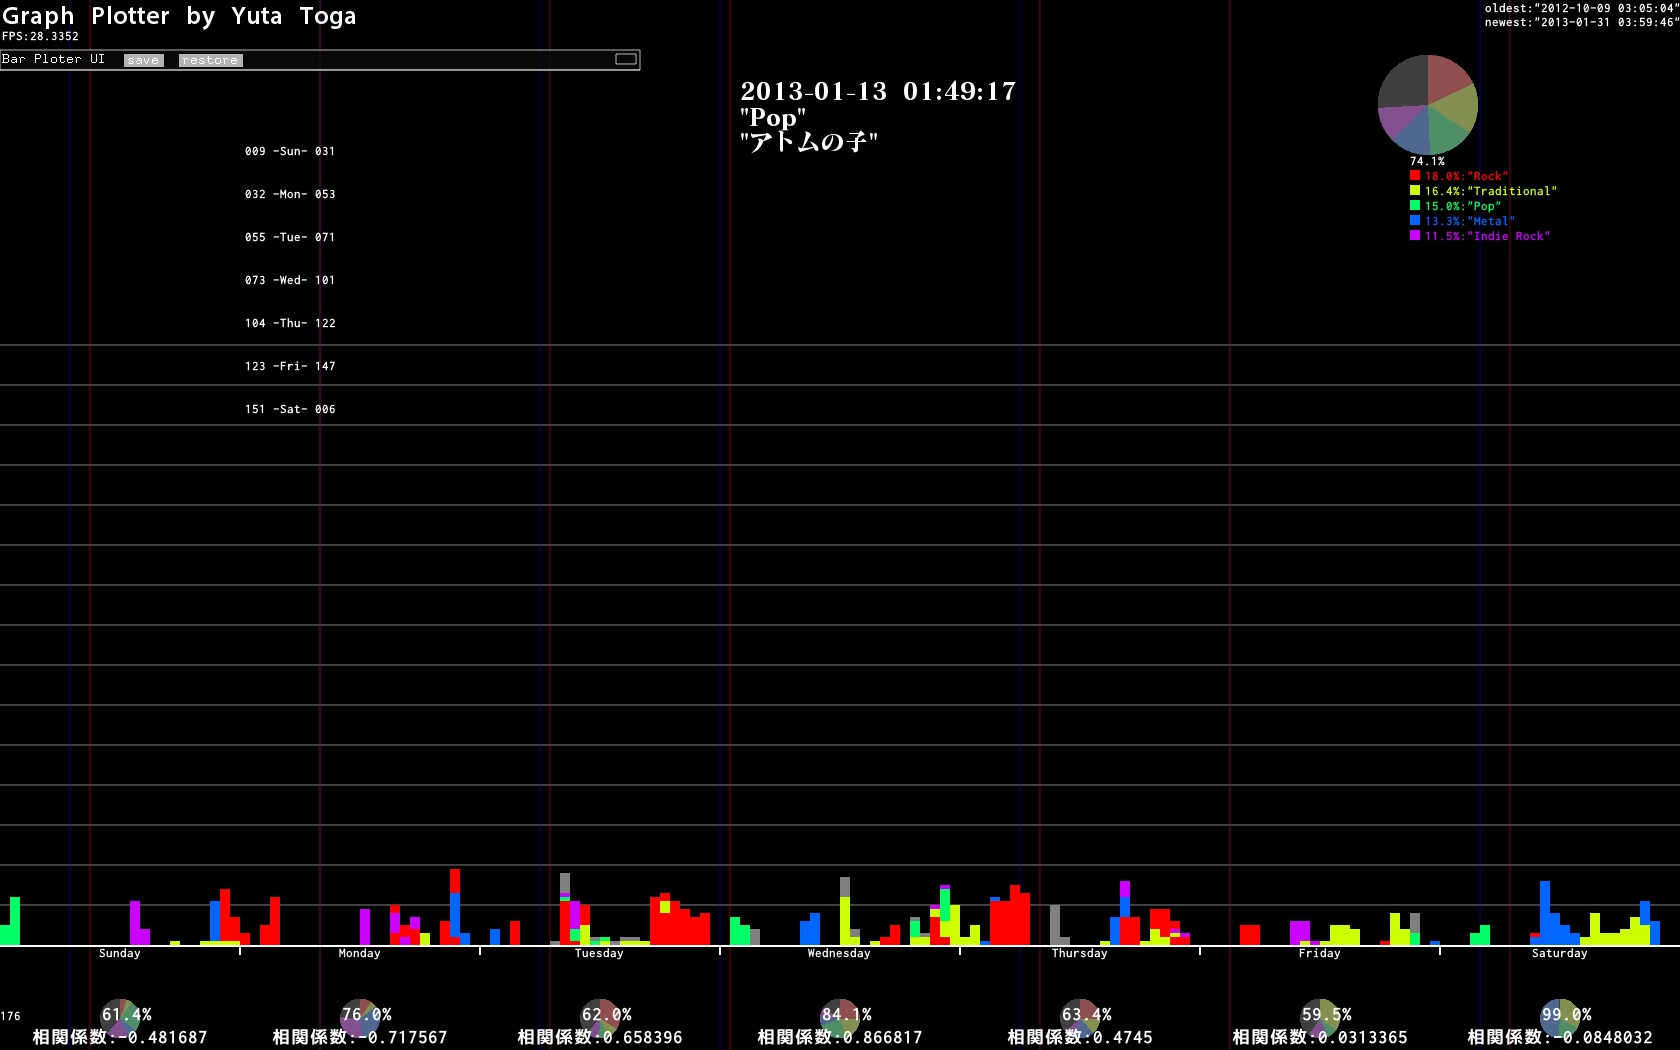 Graph Plotter by Yuta Toga
FPS:28.3352
oldest:"2012-10-09 03:05:04"
newest:"2013-01-31 03:59:46"
Bar Ploter UI save restore
2013-01-13 01:49:17
"Pop"
"アトムの子"
009 -Sun- 031
032 -Mon- 053
055 -Tue- 071
073 -Wed- 101
104 -Thu- 122
123 -Fri- 147
151 -Sat- 006
74.1%
18.0%:"Rock"
16.4%:"Traditional"
15.0%:"Pop"
13.3%:"Metal"
11.5%:"Indie Rock"
Sunday Monday Tuesday Wednesday Thursday Friday Saturday
176 61.4% 76.0% 62.0% 84.1% 63.4% 59.5% 99.0%
相関係数:-0.481687 相関係数:-0.717567 相関係数:0.658396 相関係数:0.866817 相関係数:0.4745 相関係数:0.0313365 相関係数:-0.0848032